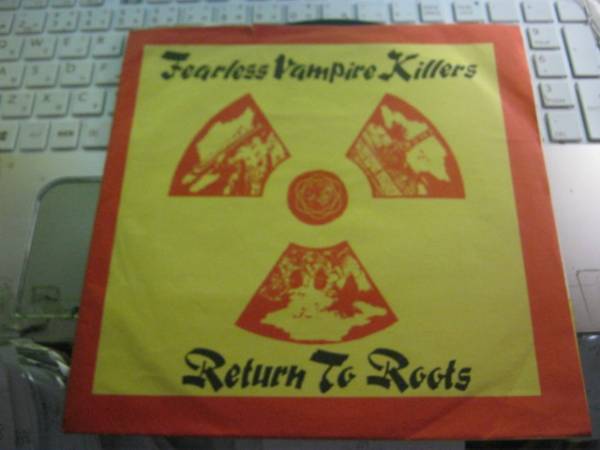 Fearless Vampire Killers
Return To Roots